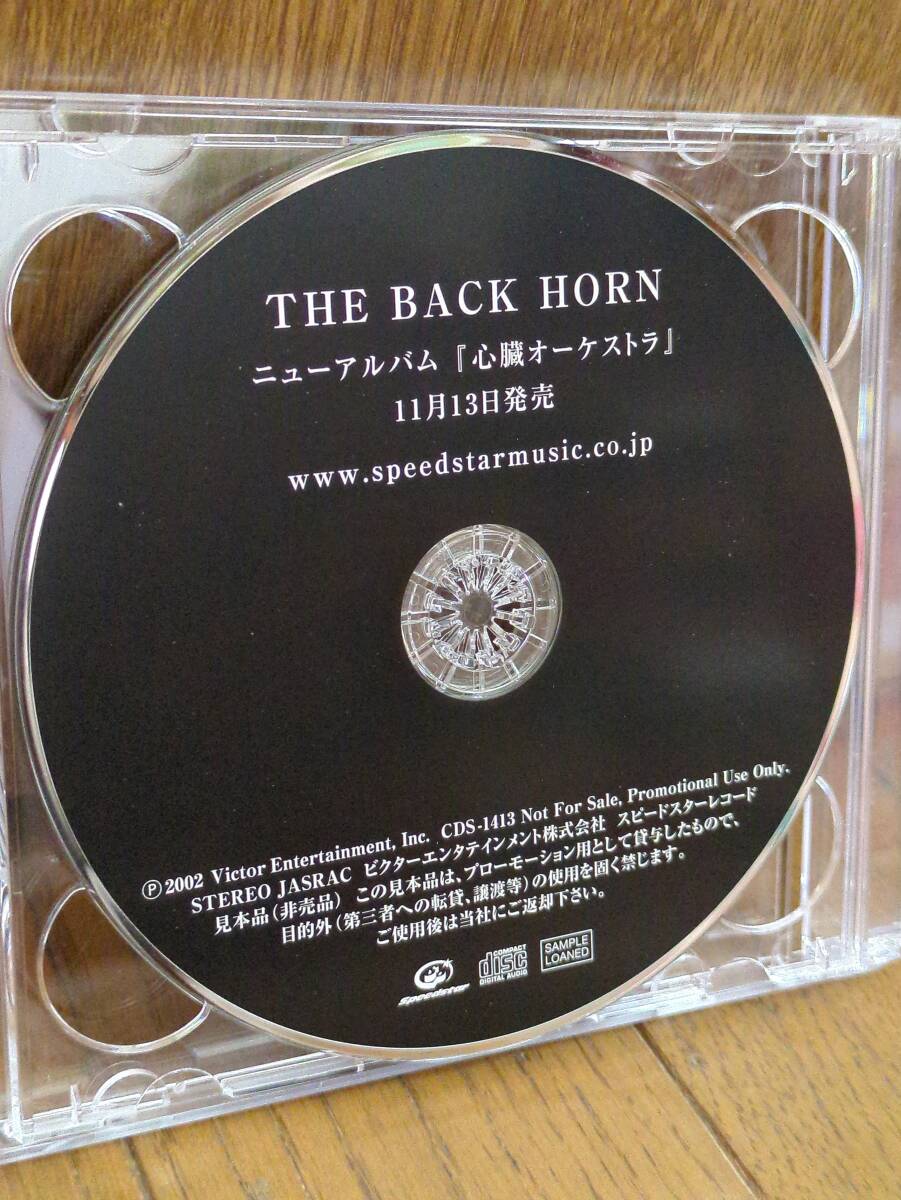 THE BACK HORN
ニューアルバム『心臓オーケストラ』
11月13日発売
www.speedstarmusic.co.jp
Ⓟ2002 Victor Entertainment, Inc. CDS-1413 Not For Sale, Promotional Use Only.
STEREO JASRAC ビクターエンタテインメント株式会社 スピードスターレコード
見本品(非売品) この見本品は、プローモーション用として貸与したもので、
目的外(第三者への転貸、譲渡等)の使用を固く禁じます。
ご使用後は当社にご返却下さい。
speedstar
COMPACT
disc
DIGITAL AUDIO
SAMPLE
LOANED